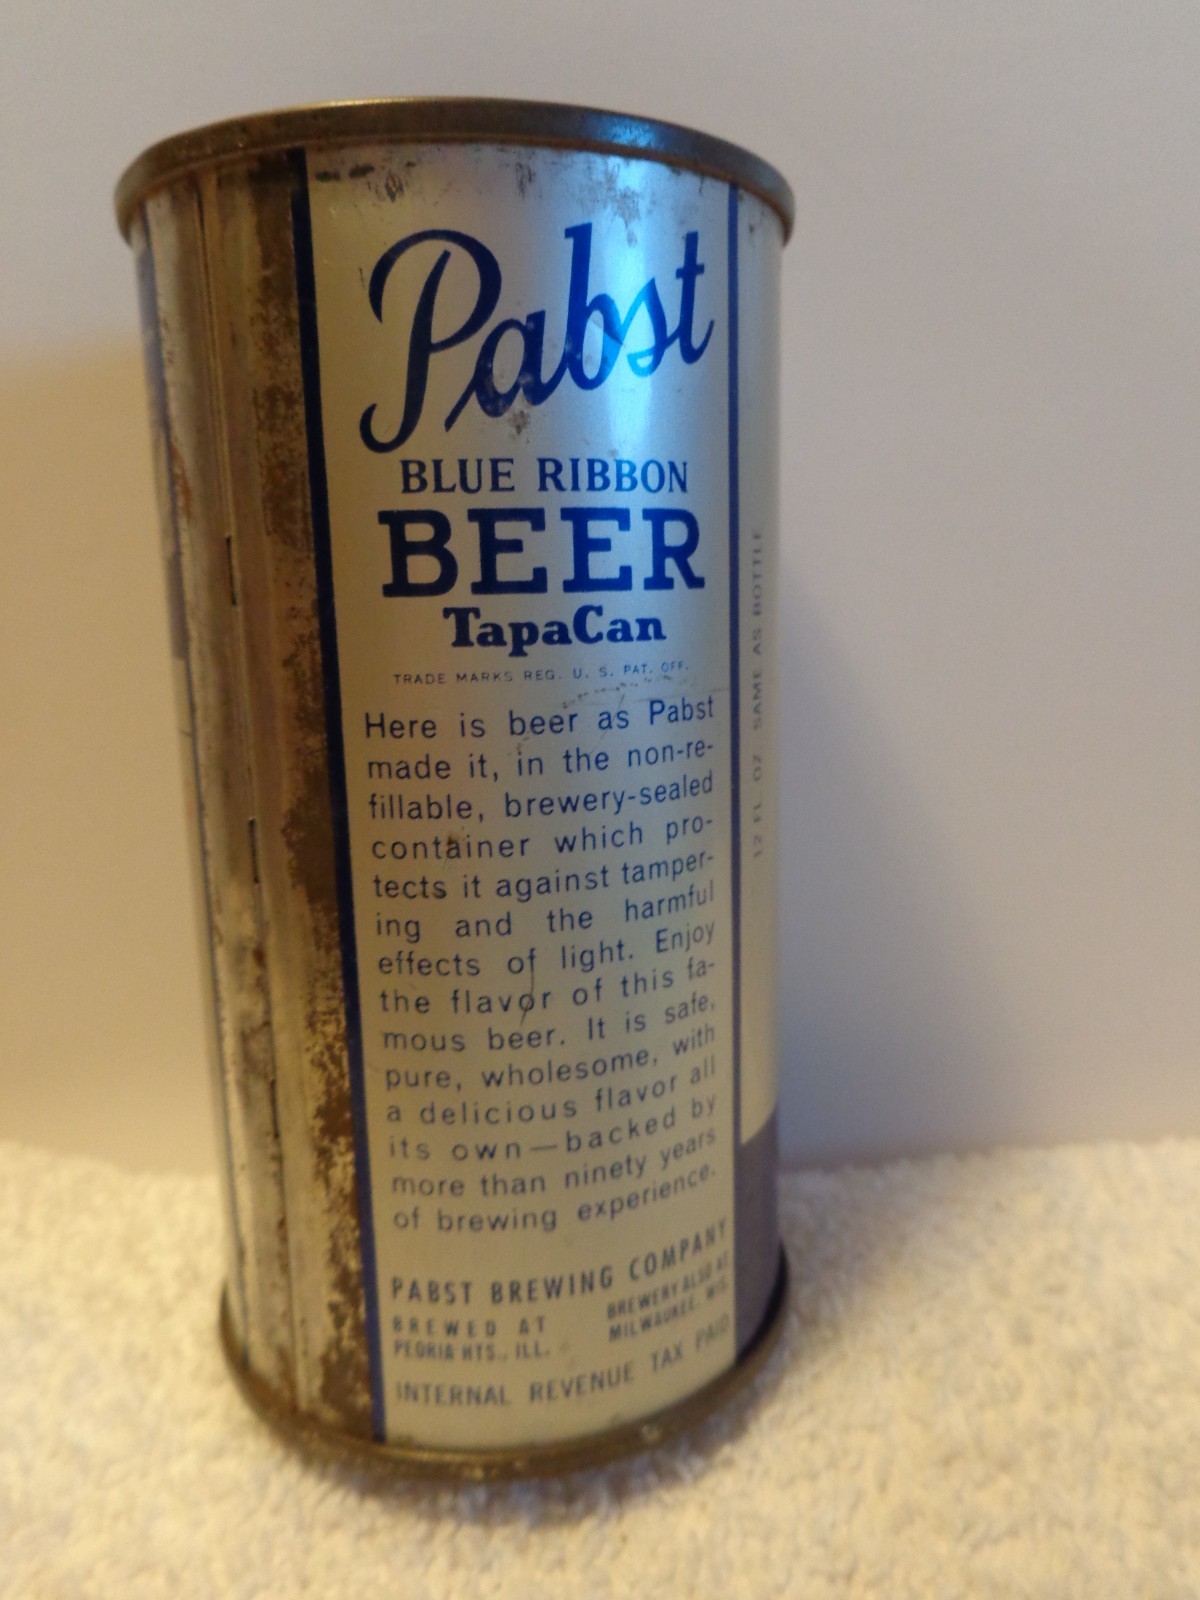 Pabst
BLUE RIBBON
BEER
TapaCan
TRADE MARKS REG. U. S. PAT. OFF.
Here is beer as Pabst
made it, in the non-re-
fillable, brewery-sealed
container which pro-
tects it against tamper-
ing and the harmful
effects of light. Enjoy
the flavor of this fa-
mous beer. It is safe,
pure, wholesome, with
a delicious flavor all
its own—backed by
more than ninety years
of brewing experience.
PABST BREWING COMPANY
BREWED AT
PEORIA HTS., ILL.
BREWERY ALSO AT
MILWAUKEE, WIS.
INTERNAL REVENUE TAX PAID
12 FL. OZ. SAME AS BOTTLE